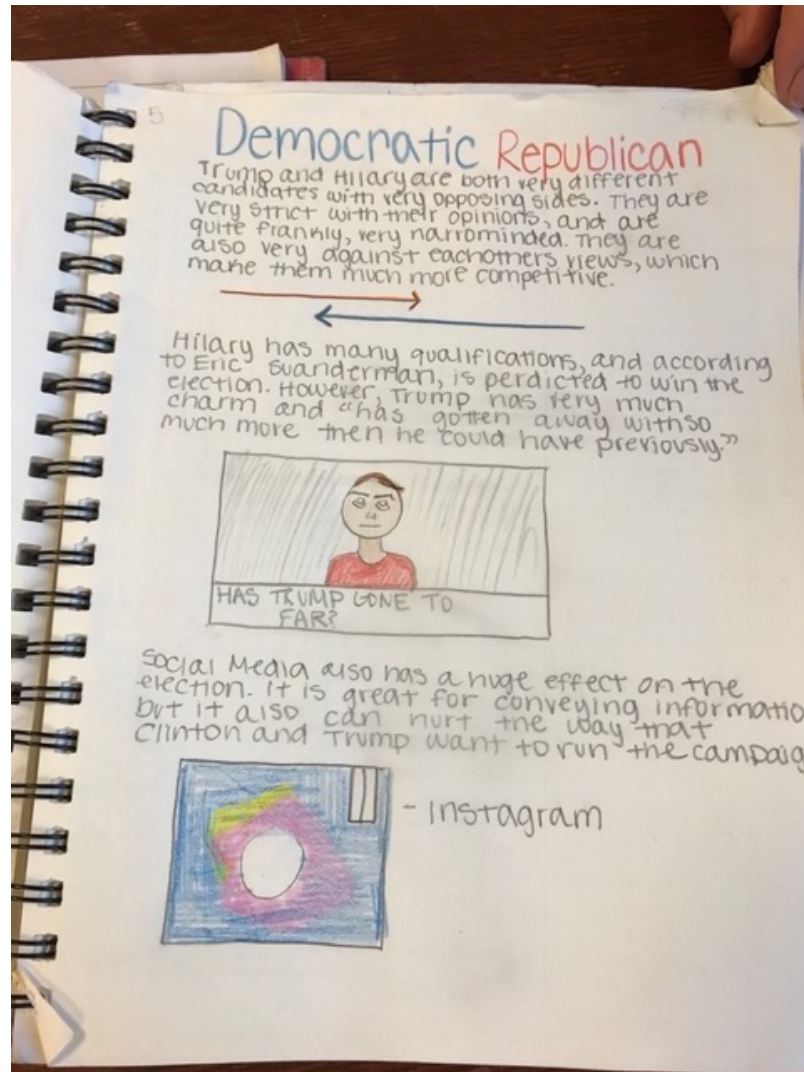 5
Democratic Republican
Trump and Hilary are both very different
candidates with very opposing sides. They are
very strict with their opinions, and are
quite frankly, very narrominded. They are
also very against eachothers views, which
make them much more competitive.
Hilary has many qualifications, and according
to Eric Suanderman, is perdicted to win the
election. However, Trump has very much
charm and "has gotten away with so
much more then he could have previously."
HAS TRUMP GONE TO
FAR?
Social Media also has a huge effect on the
election. It is great for conveying informatio
but it also can hurt the way that
Clinton and Trump want to run the campaig
- Instagram